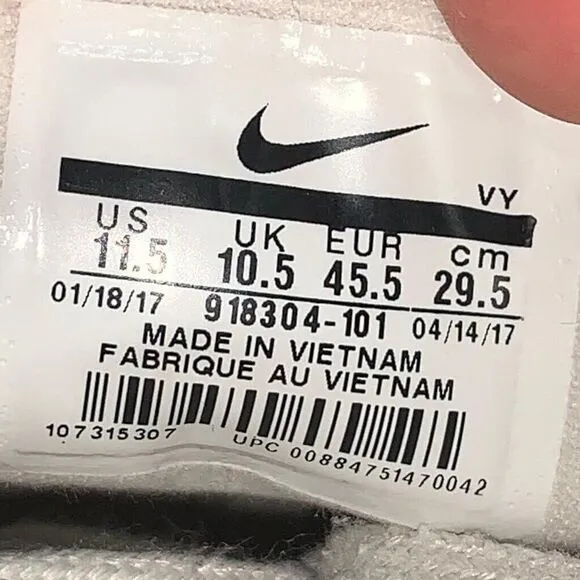 VY
US UK EUR cm
11.5 10.5 45.5 29.5
01/18/17 918304-101 04/14/17
MADE IN VIETNAM
FABRIQUE AU VIETNAM
107315307 UPC 00884751470042